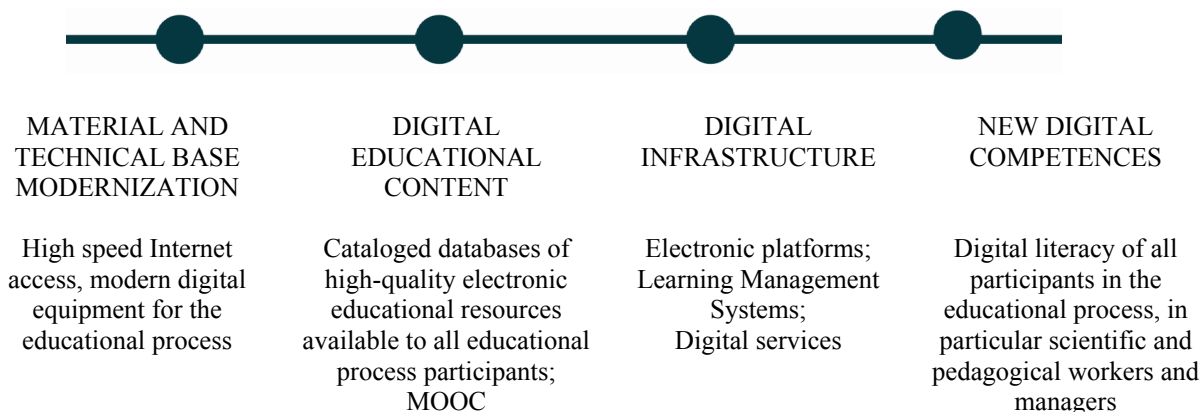 MATERIAL AND
TECHNICAL BASE
MODERNIZATION
High speed Internet
access, modern digital
equipment for the
educational process
DIGITAL
EDUCATIONAL
CONTENT
Cataloged databases of
high-quality electronic
educational resources
available to all educational
process participants;
MOOC
DIGITAL
INFRASTRUCTURE
Electronic platforms;
Learning Management
Systems;
Digital services
NEW DIGITAL
COMPETENCES
Digital literacy of all
participants in the
educational process, in
particular scientific and
pedagogical workers and
managers